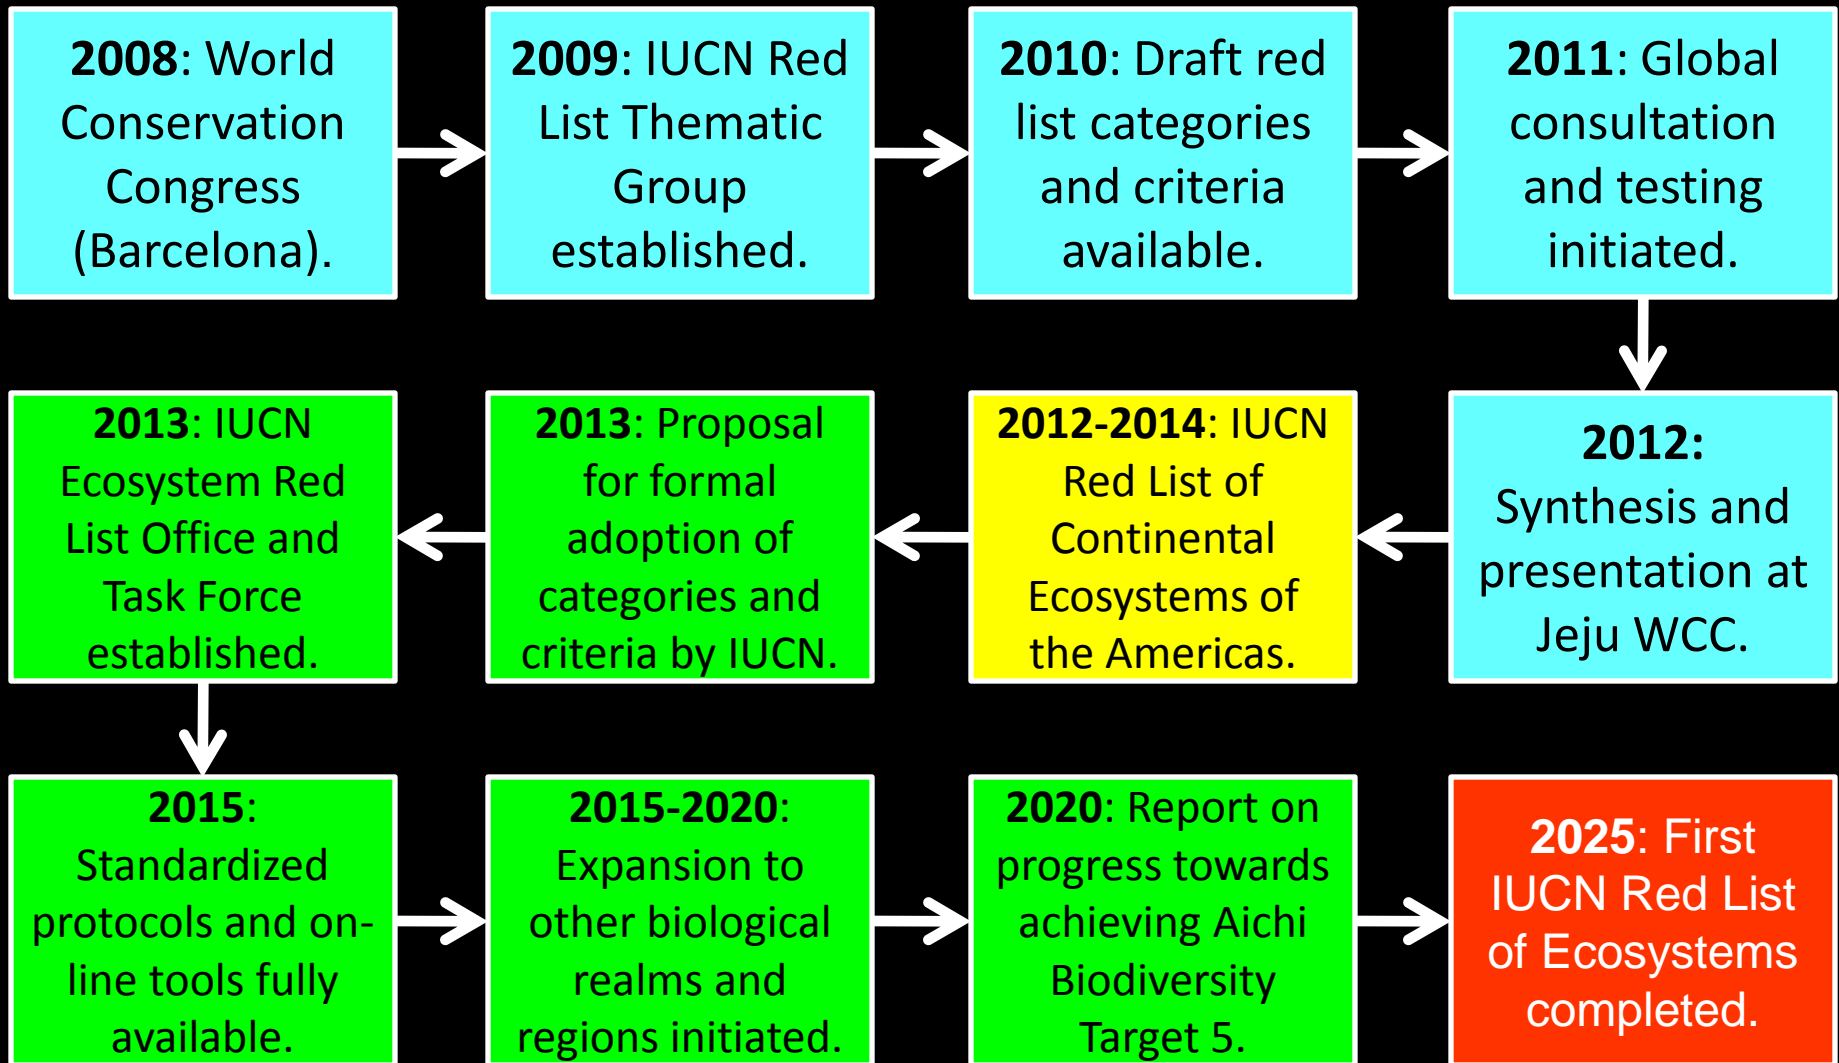 2008: World
Conservation
Congress
(Barcelona).
2009: IUCN Red
List Thematic
Group
established.
2010: Draft red
list categories
and criteria
available.
2011: Global
consultation
and testing
initiated.
2012:
Synthesis and
presentation at
Jeju WCC.
2012-2014: IUCN
Red List of
Continental
Ecosystems of
the Americas.
2013: Proposal
for formal
adoption of
categories and
criteria by IUCN.
2013: IUCN
Ecosystem Red
List Office and
Task Force
established.
2015:
Standardized
protocols and on-
line tools fully
available.
2015-2020:
Expansion to
other biological
realms and
regions initiated.
2020: Report on
progress towards
achieving Aichi
Biodiversity
Target 5.
2025: First
IUCN Red List
of Ecosystems
completed.